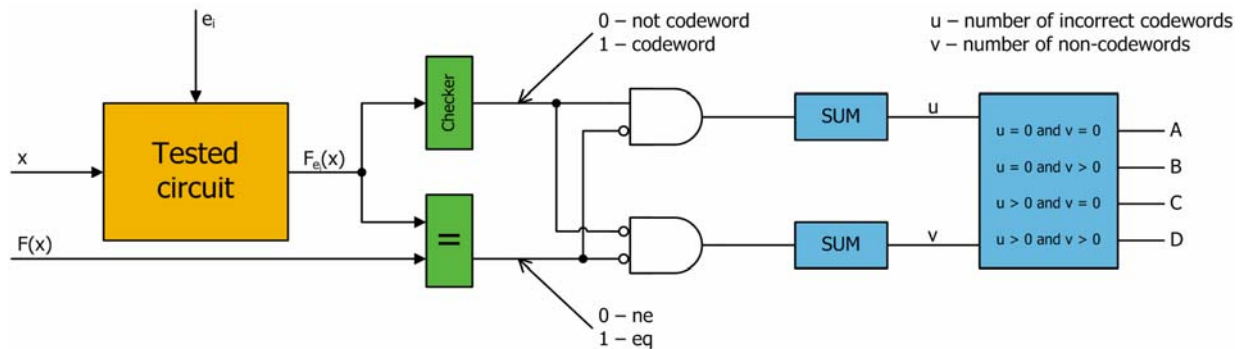 eᵢ
0 – not codeword
1 – codeword
u – number of incorrect codewords
v – number of non-codewords
Checker
Tested
circuit
x
Fₑᵢ(x)
F(x)
=
SUM
u
SUM
v
u = 0 and v = 0
u = 0 and v > 0
u > 0 and v = 0
u > 0 and v > 0
A
B
C
D
0 – ne
1 – eq